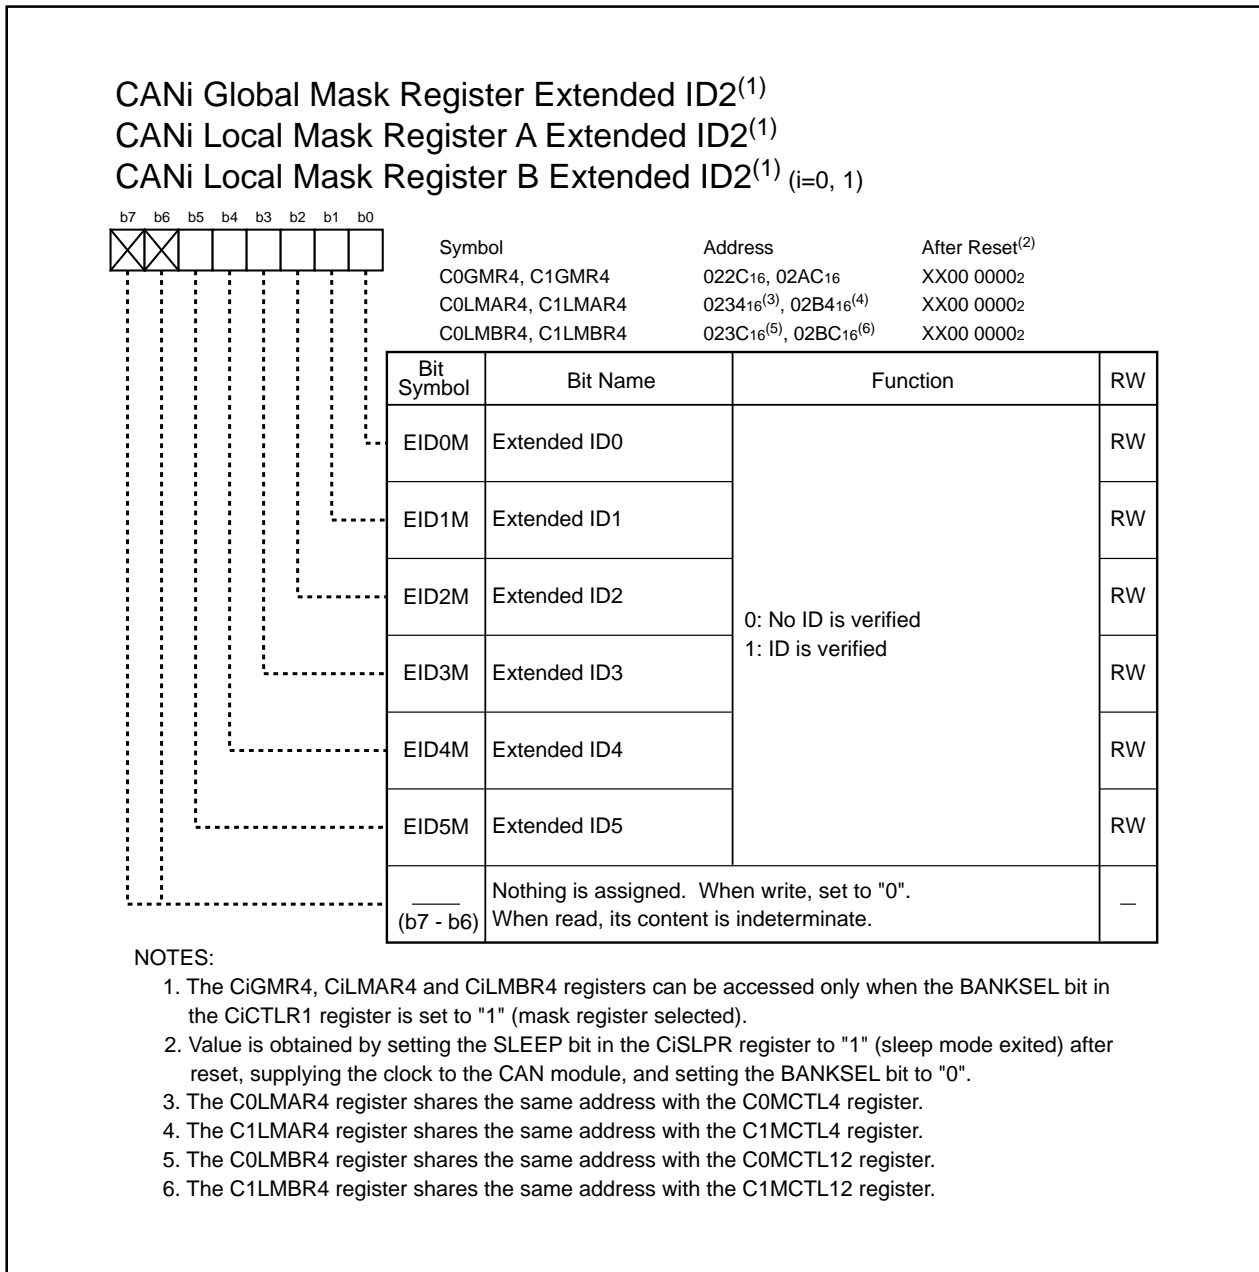 CANi Global Mask Register Extended ID2(1)
CANi Local Mask Register A Extended ID2(1)
CANi Local Mask Register B Extended ID2(1) (i=0, 1)
b7 b6 b5 b4 b3 b2 b1 b0
Symbol Address After Reset(2)
C0GMR4, C1GMR4 022C16, 02AC16 XX00 00002
C0LMAR4, C1LMAR4 023416(3), 02B416(4) XX00 00002
C0LMBR4, C1LMBR4 023C16(5), 02BC16(6) XX00 00002
Bit Symbol Bit Name Function RW
EID0M Extended ID0 RW
EID1M Extended ID1 RW
EID2M Extended ID2 RW
0: No ID is verified
1: ID is verified
EID3M Extended ID3 RW
EID4M Extended ID4 RW
EID5M Extended ID5 RW
Nothing is assigned. When write, set to "0".
(b7 - b6) When read, its content is indeterminate. —
NOTES:
1. The CiGMR4, CiLMAR4 and CiLMBR4 registers can be accessed only when the BANKSEL bit in
the CiCTLR1 register is set to "1" (mask register selected).
2. Value is obtained by setting the SLEEP bit in the CiSLPR register to "1" (sleep mode exited) after
reset, supplying the clock to the CAN module, and setting the BANKSEL bit to "0".
3. The C0LMAR4 register shares the same address with the C0MCTL4 register.
4. The C1LMAR4 register shares the same address with the C1MCTL4 register.
5. The C0LMBR4 register shares the same address with the C0MCTL12 register.
6. The C1LMBR4 register shares the same address with the C1MCTL12 register.